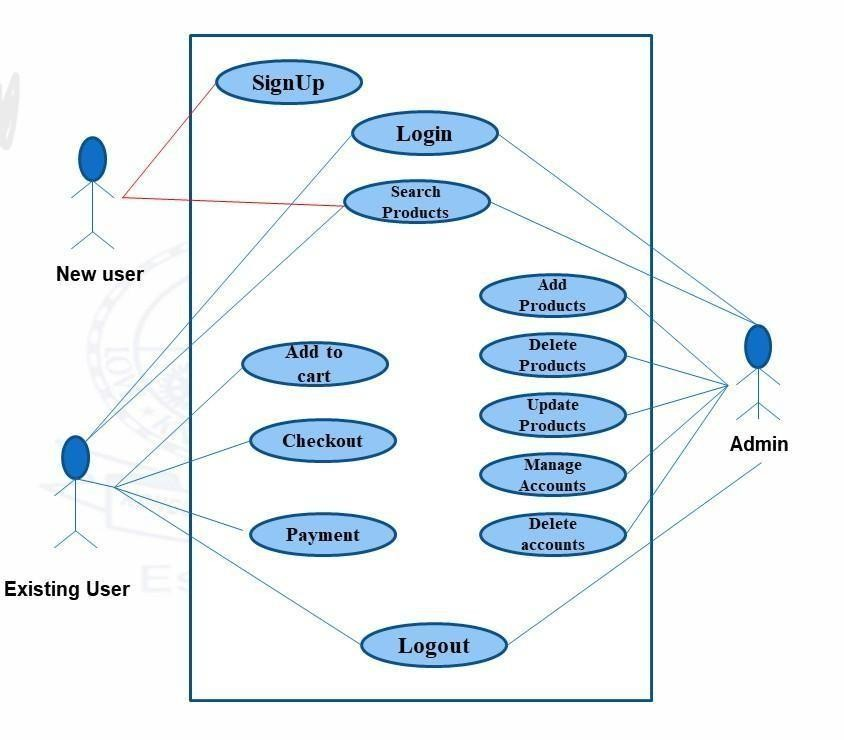 SignUp
Login
Search
Products
New user
Add
Products
Delete
Products
Add to
cart
Update
Products
Checkout
Admin
Manage
Accounts
Delete
accounts
Payment
Existing User
Logout